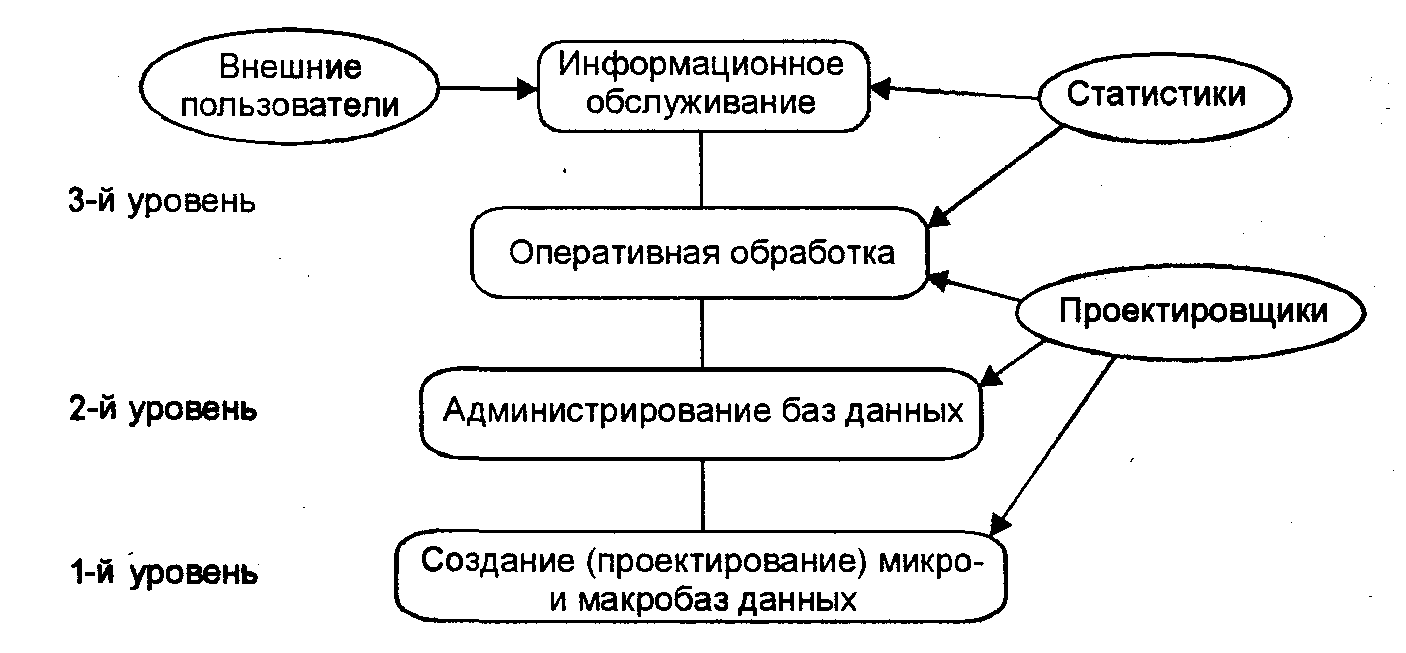 Внешние
пользователи
Информационное
обслуживание
Статистики
3-й уровень
Оперативная обработка
Проектировщики
2-й уровень
Администрирование баз данных
1-й уровень
Создание (проектирование) микро-
и макробаз данных